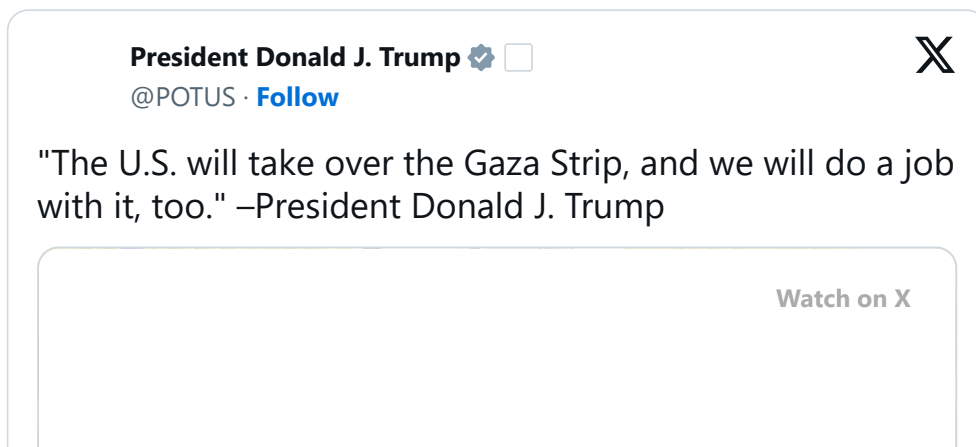 President Donald J. Trump
@POTUS · Follow
"The U.S. will take over the Gaza Strip, and we will do a job
with it, too." –President Donald J. Trump
Watch on X